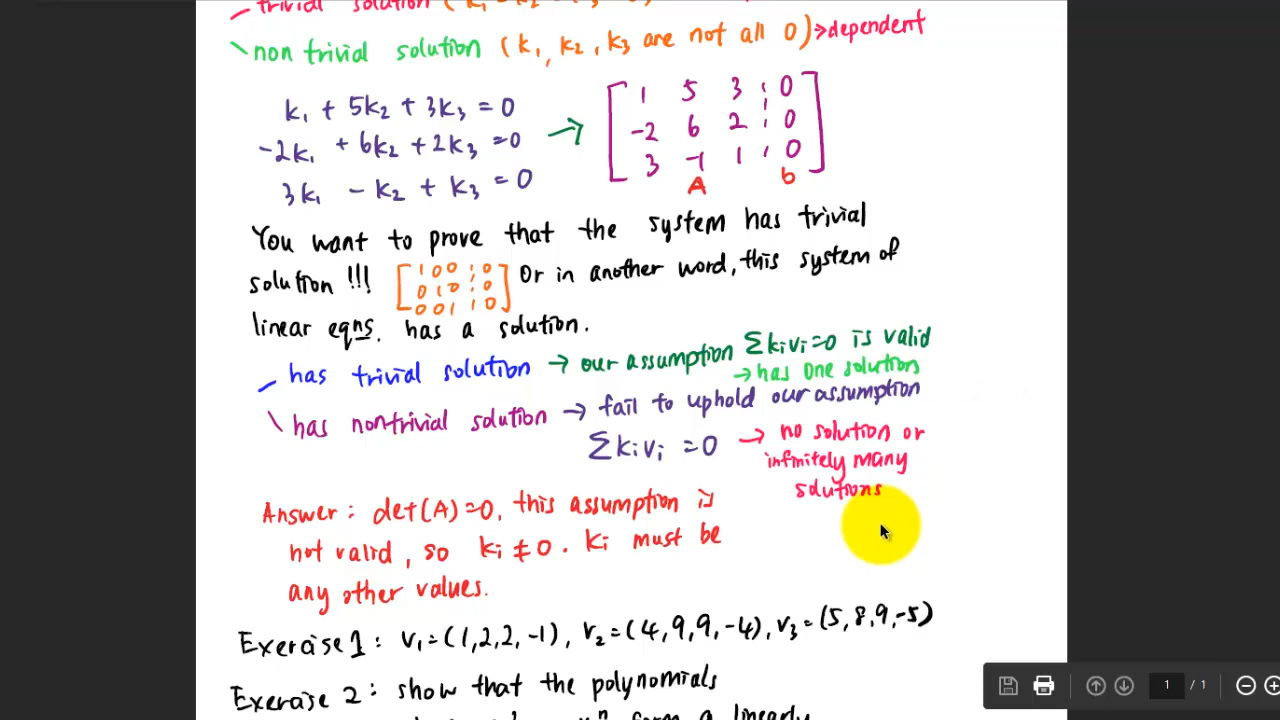 trivial solution (
non trivial solution (k₁, k₂, k₃ are not all 0) → dependent
k₁ + 5k₂ + 3k₃ = 0
-2k₁ + 6k₂ + 2k₃ = 0
3k₁ - k₂ + k₃ = 0
→
1 5 3 0
-2 6 2 0
3 -1 1 0
A b
You want to prove that the system has trivial
solution !!! [ 1 0 0 0 Or in another word, this system of
0 1 0 0
0 0 1 0
linear eqns. has a solution.
has trivial solution → our assumption Σkivi=0 is valid
→ has one solution
has nontrivial solution → fail to uphold our assumption
Σkivi = 0 → no solution or
infinitely many
solutions
Answer: det(A)=0, this assumption is
not valid, so ki ≠ 0. ki must be
any other values.
Exercise 1: v₁=(1,2,2,-1), v₂=(4,9,9,-4), v₃=(5,8,9,-5)
Exercise 2: show that the polynomials
form a linearly
1 / 1